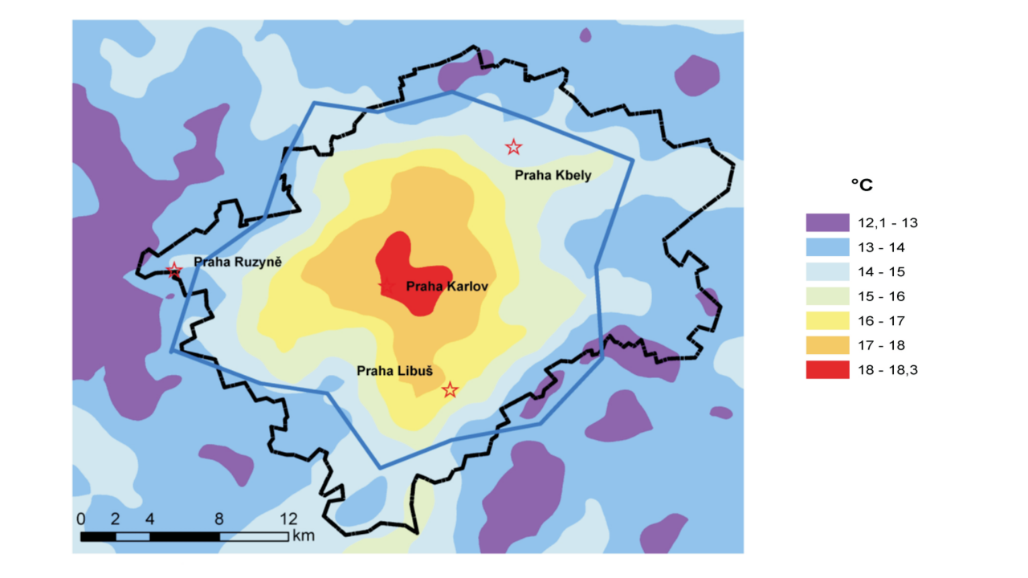 °C
12,1 - 13
13 - 14
14 - 15
15 - 16
16 - 17
17 - 18
18 - 18,3
Praha Kbely
Praha Ruzyně
Praha Karlov
Praha Libuš
0 2 4 8 12
km